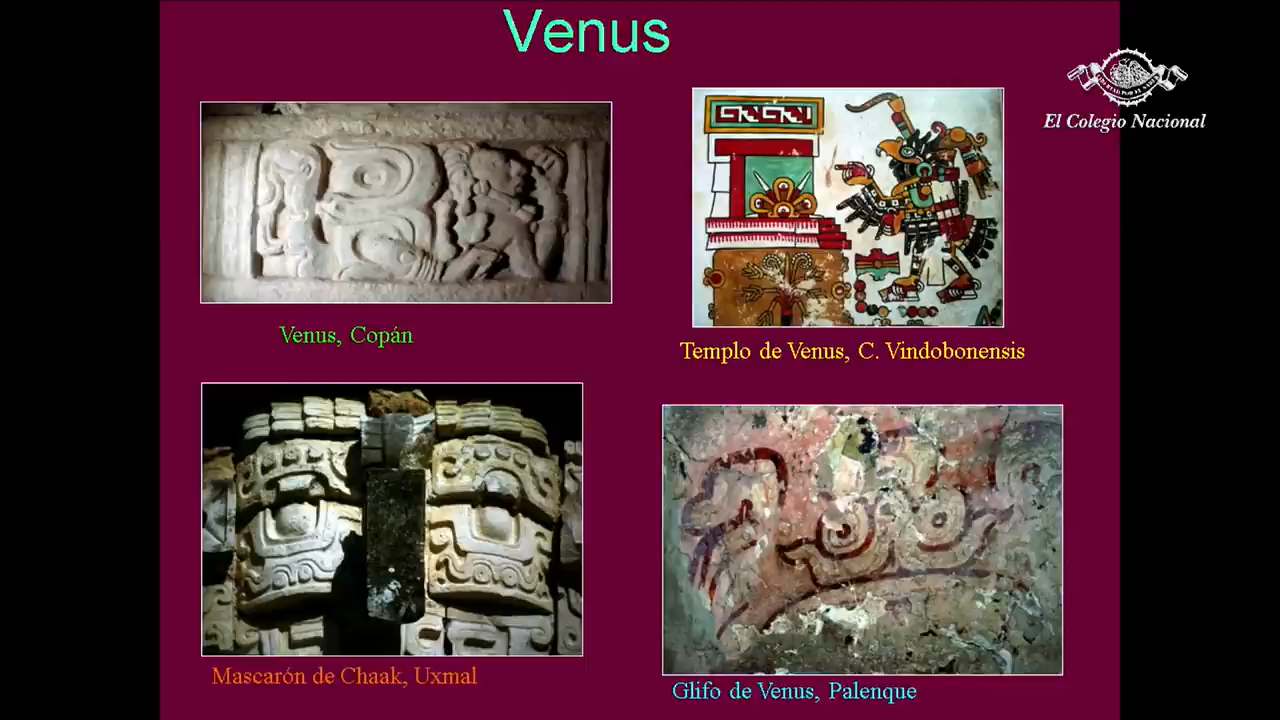 Venus
El Colegio Nacional
Venus, Copán
Templo de Venus, C. Vindobonensis
Mascarón de Chaak, Uxmal
Glifo de Venus, Palenque